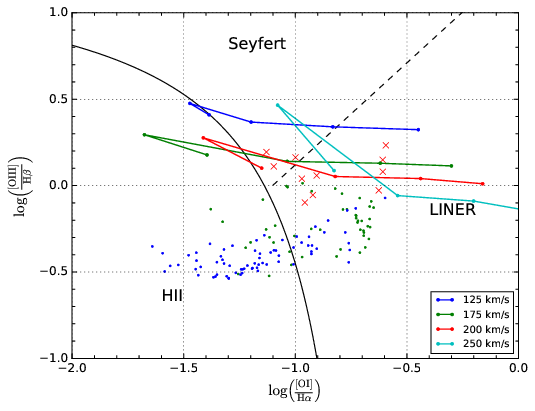 1.0
0.5
0.0
−0.5
−1.0
−2.0
−1.5
−1.0
−0.5
0.0
log([OIII]/Hβ)
log([OI]/Hα)
Seyfert
LINER
HII
125 km/s
175 km/s
200 km/s
250 km/s